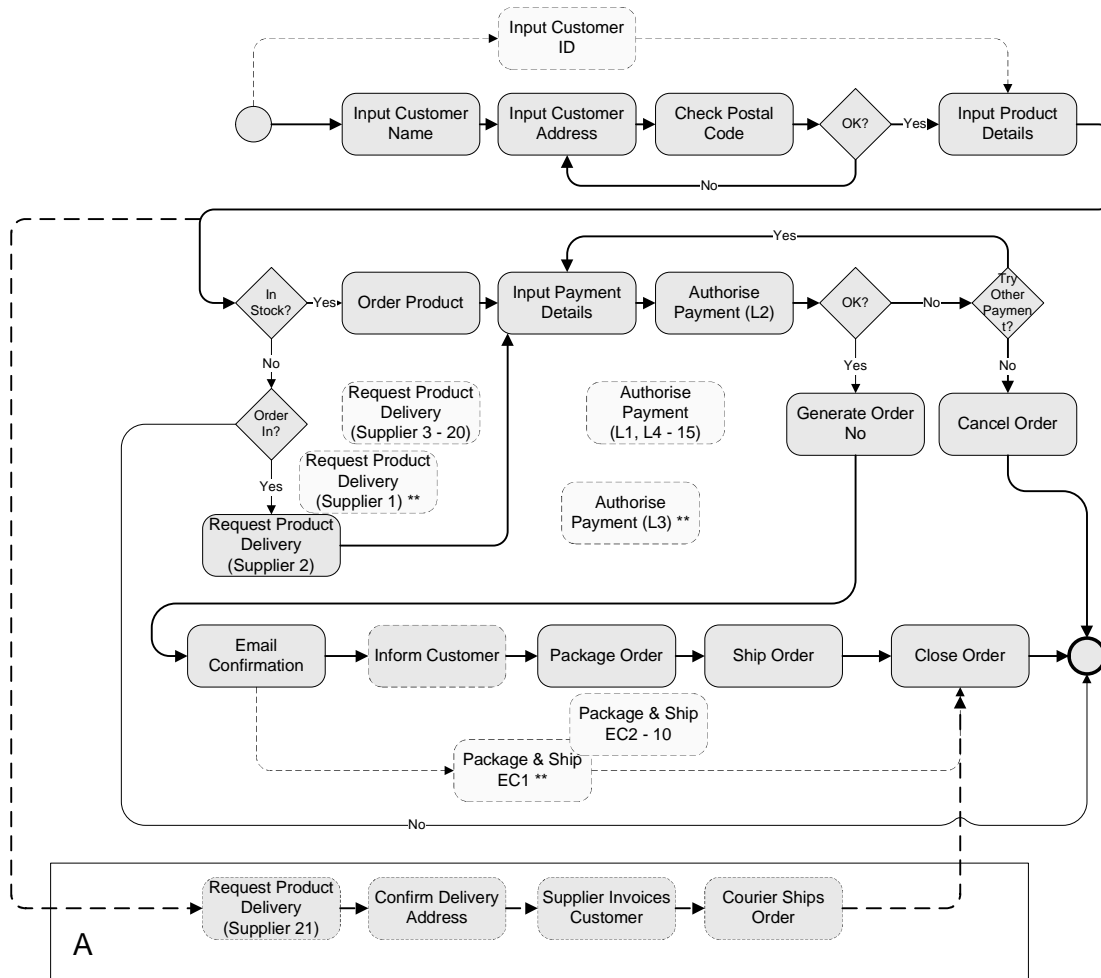 Input Customer
ID
Input Customer
Name
Input Customer
Address
Check Postal
Code
OK?
Yes
Input Product
Details
No
Yes
In
Stock?
Yes
Order Product
Input Payment
Details
Authorise
Payment (L2)
OK?
No
Try
Other
Paymen
t?
No
Yes
No
Order
In?
Request Product
Delivery
(Supplier 3 - 20)
Authorise
Payment
(L1, L4 - 15)
Generate Order
No
Cancel Order
Yes
Request Product
Delivery
(Supplier 1) **
Authorise
Payment (L3) **
Request Product
Delivery
(Supplier 2)
Email
Confirmation
Inform Customer
Package Order
Ship Order
Close Order
Package & Ship
EC2 - 10
Package & Ship
EC1 **
No
Request Product
Delivery
(Supplier 21)
Confirm Delivery
Address
Supplier Invoices
Customer
Courier Ships
Order
A